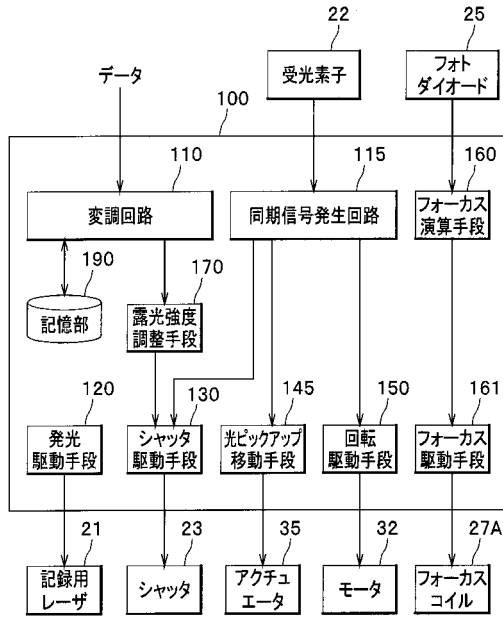 22
25
データ
受光素子
フォト
ダイオード
100
110
115
160
変調回路
同期信号発生回路
フォーカス
演算手段
190
170
記憶部
露光強度
調整手段
120
130
145
150
161
発光
駆動手段
シャッタ
駆動手段
光ピックアップ
移動手段
回転
駆動手段
フォーカス
駆動手段
21
23
35
32
27A
記録用
レーザ
シャッタ
アクチュ
エータ
モータ
フォーカス
コイル